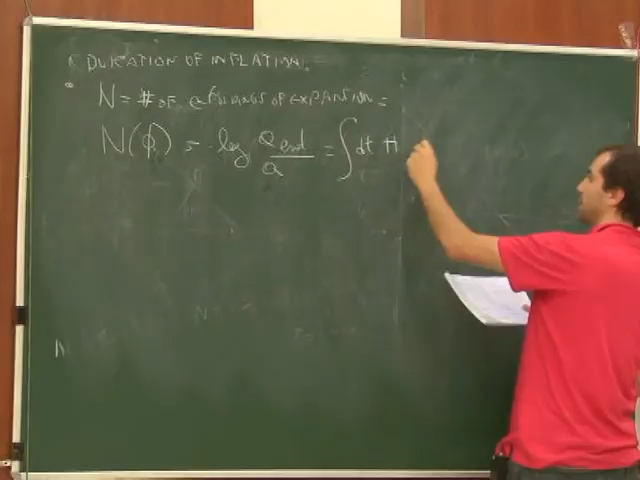 DURATION OF INFLATION.
N = # OF e-FOLDINGS OF EXPANSION =
N(ϕ) = log a_end/a = ∫ dt H
N